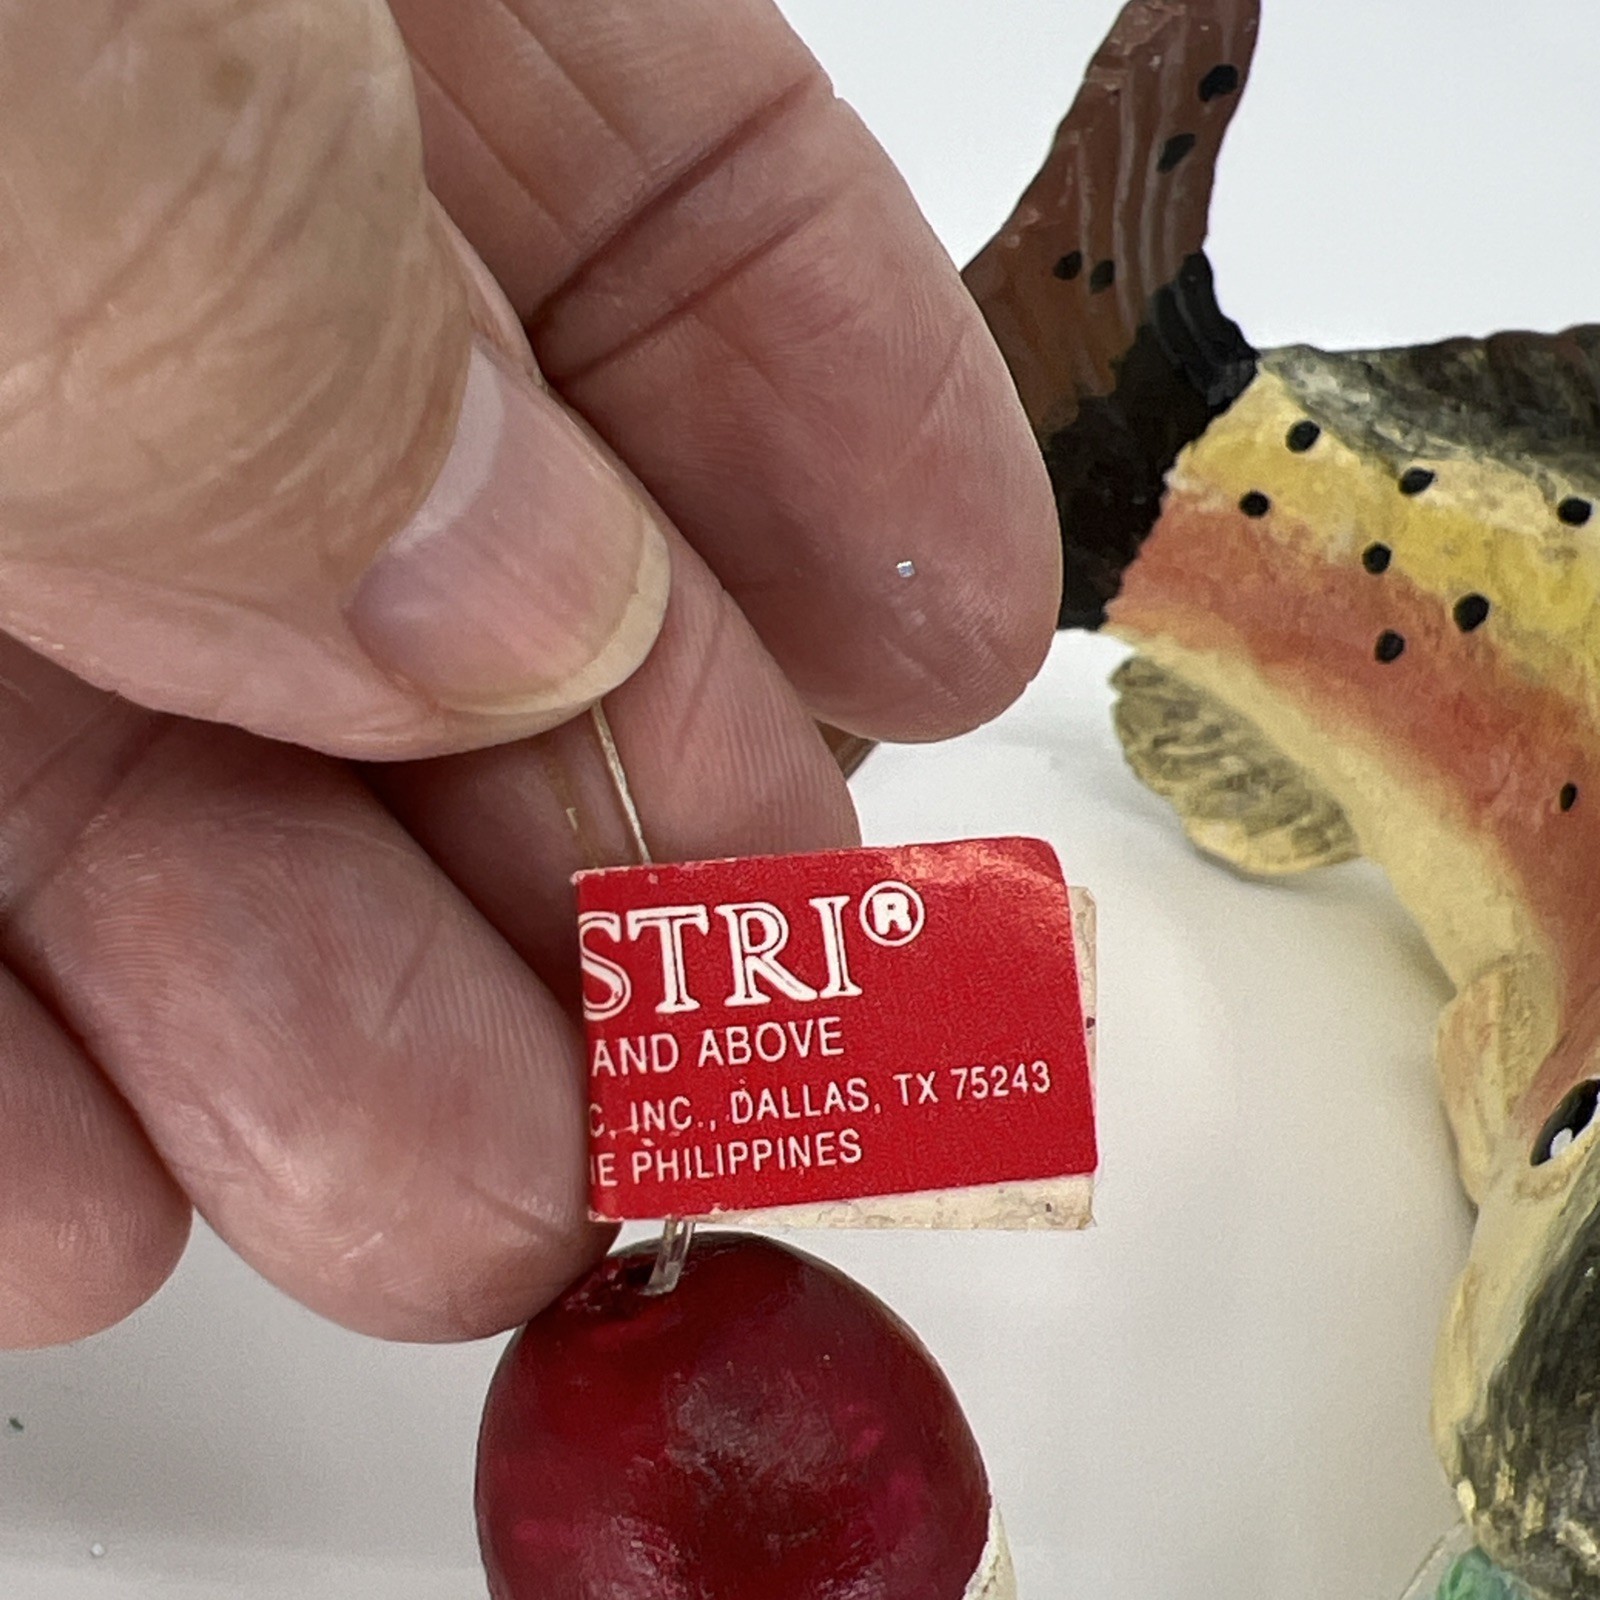 STRI®
AND ABOVE
C, INC., DALLAS, TX 75243
E PHILIPPINES